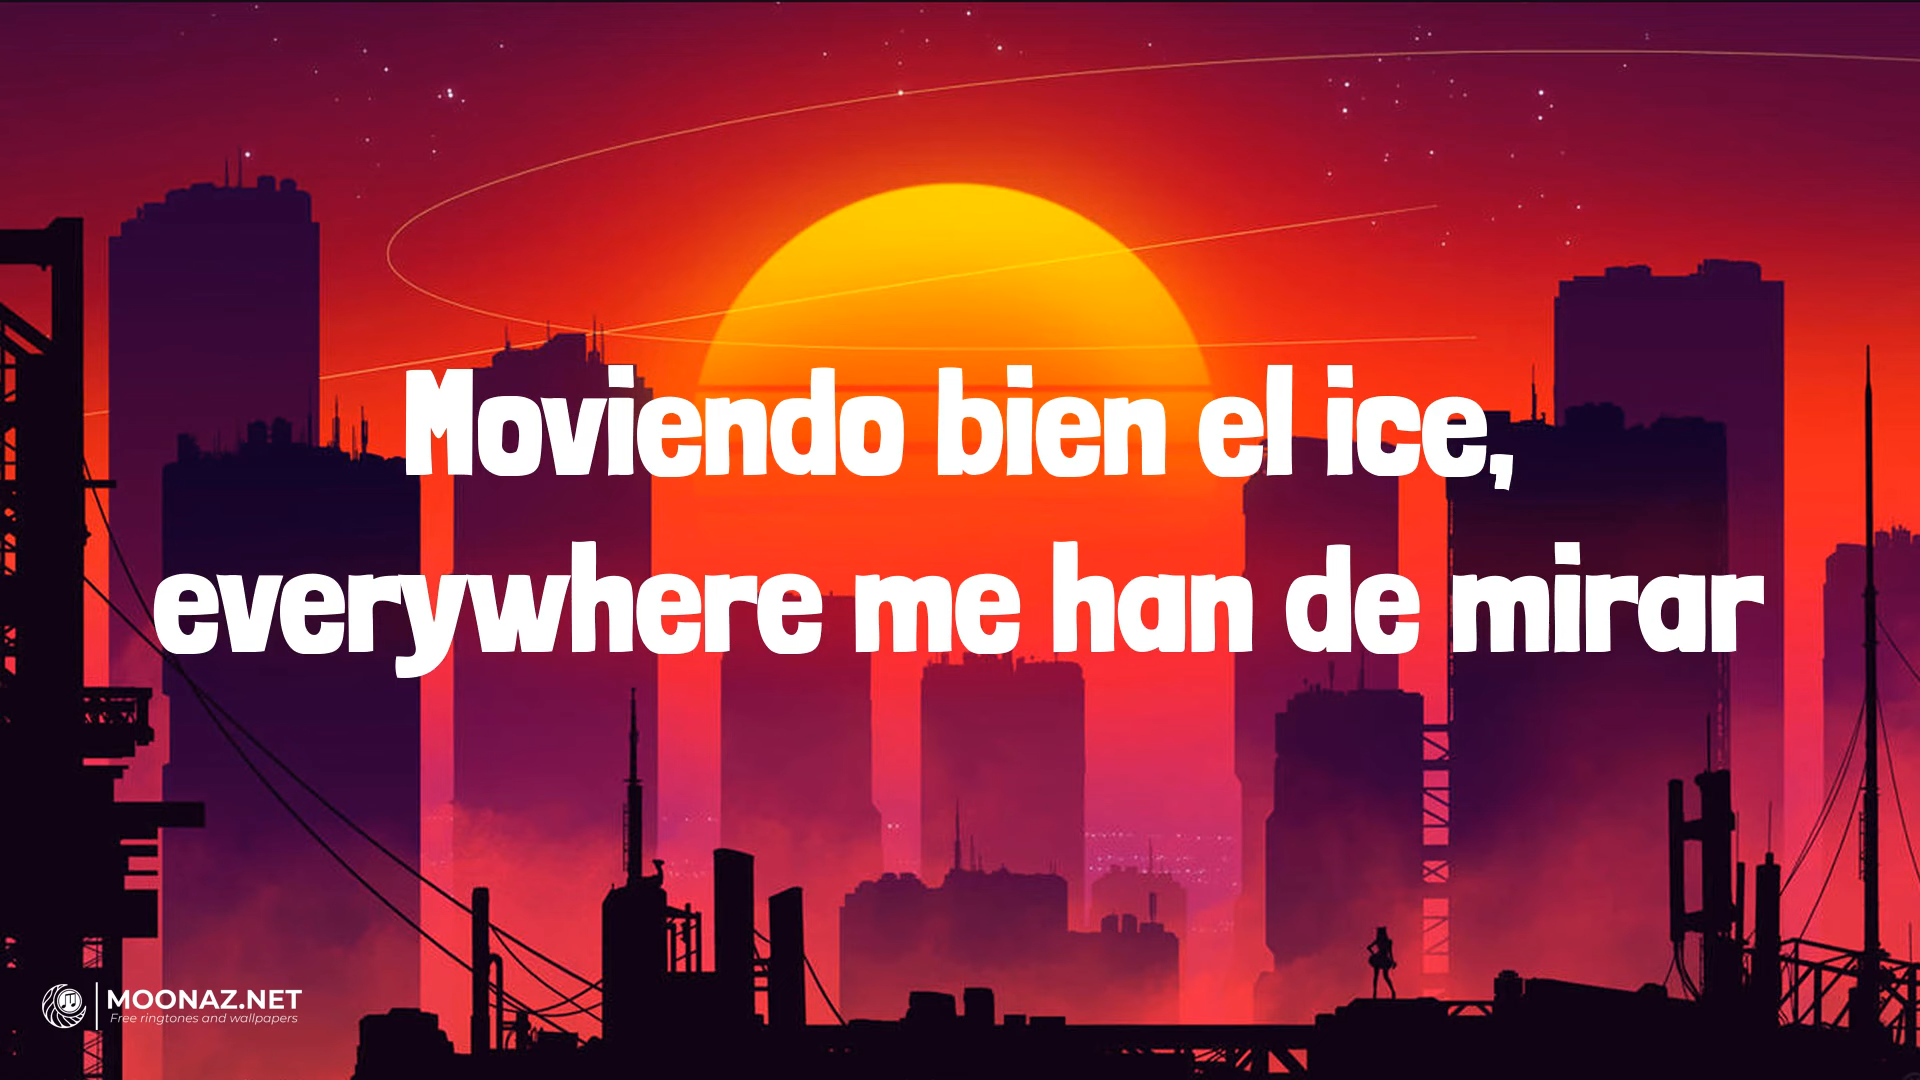 Moviendo bien el ice,
everywhere me han de mirar
MOONAZ.NET
Free ringtones and wallpapers